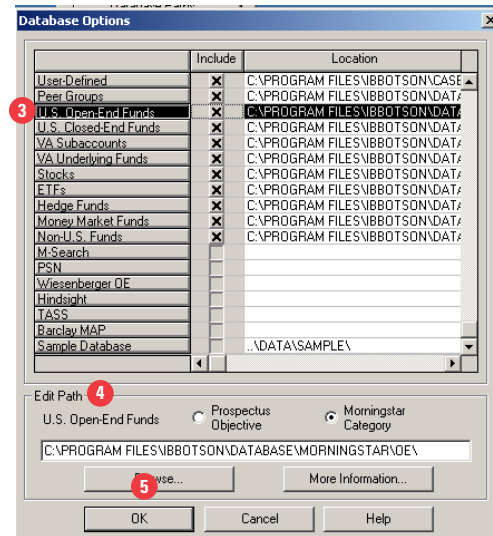 Database Options
Include Location
User-Defined C:\PROGRAM FILES\IBBOTSON\CASE
Peer Groups C:\PROGRAM FILES\IBBOTSON\DATA
3 U.S. Open-End Funds C:\PROGRAM FILES\IBBOTSON\DATA
U.S. Closed-End Funds C:\PROGRAM FILES\IBBOTSON\DATA
VA Subaccounts C:\PROGRAM FILES\IBBOTSON\DATA
VA Underlying Funds C:\PROGRAM FILES\IBBOTSON\DATA
Stocks C:\PROGRAM FILES\IBBOTSON\DATA
ETFs C:\PROGRAM FILES\IBBOTSON\DATA
Hedge Funds C:\PROGRAM FILES\IBBOTSON\DATA
Money Market Funds C:\PROGRAM FILES\IBBOTSON\DATA
Non-U.S. Funds C:\PROGRAM FILES\IBBOTSON\DATA
M-Search
PSN
Wiesenberger OE
Hindsight
TASS
Barclay MAP
Sample Database ..\DATA\SAMPLE\
Edit Path 4
U.S. Open-End Funds Prospectus Objective Morningstar Category
C:\PROGRAM FILES\IBBOTSON\DATABASE\MORNINGSTAR\OE\
5 More Information...
OK Cancel Help